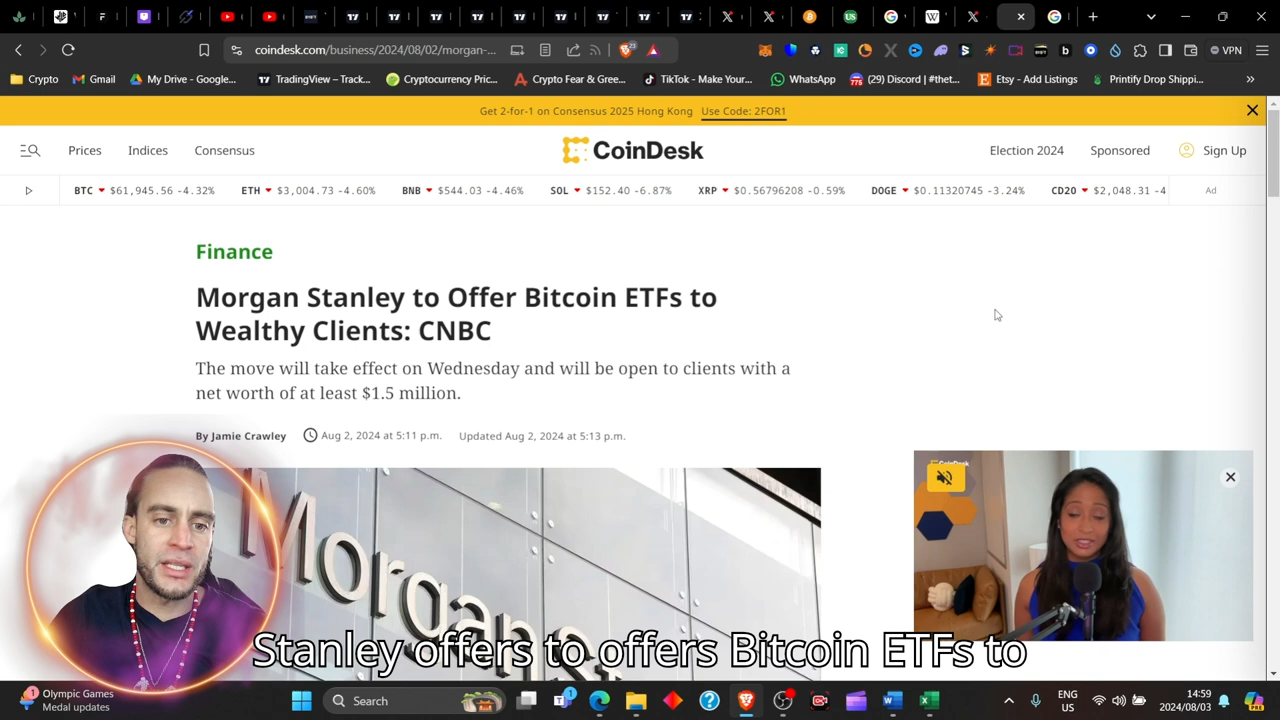 coindesk.com/business/2024/08/02/morgan-...
23
VPN
Crypto
Gmail
My Drive - Google...
TradingView – Track...
Cryptocurrency Pric...
Crypto Fear & Gree...
TikTok - Make Your...
WhatsApp
(29) Discord | #thet...
Etsy - Add Listings
Printify Drop Shippi...
Get 2-for-1 on Consensus 2025 Hong Kong Use Code: 2FOR1
Prices
Indices
Consensus
CoinDesk
Election 2024
Sponsored
Sign Up
BTC $61,945.56 -4.32%
ETH $3,004.73 -4.60%
BNB $544.03 -4.46%
SOL $152.40 -6.87%
XRP $0.56796208 -0.59%
DOGE $0.11320745 -3.24%
CD20 $2,048.31 -4
Ad
Finance
Morgan Stanley to Offer Bitcoin ETFs to
Wealthy Clients: CNBC
The move will take effect on Wednesday and will be open to clients with a
net worth of at least $1.5 million.
By Jamie Crawley
Aug 2, 2024 at 5:11 p.m.
Updated Aug 2, 2024 at 5:13 p.m.
Morgan St
Stanley offers to offers Bitcoin ETFs to
1
Olympic Games
Medal updates
Search
ENG
US
14:59
2024/08/03